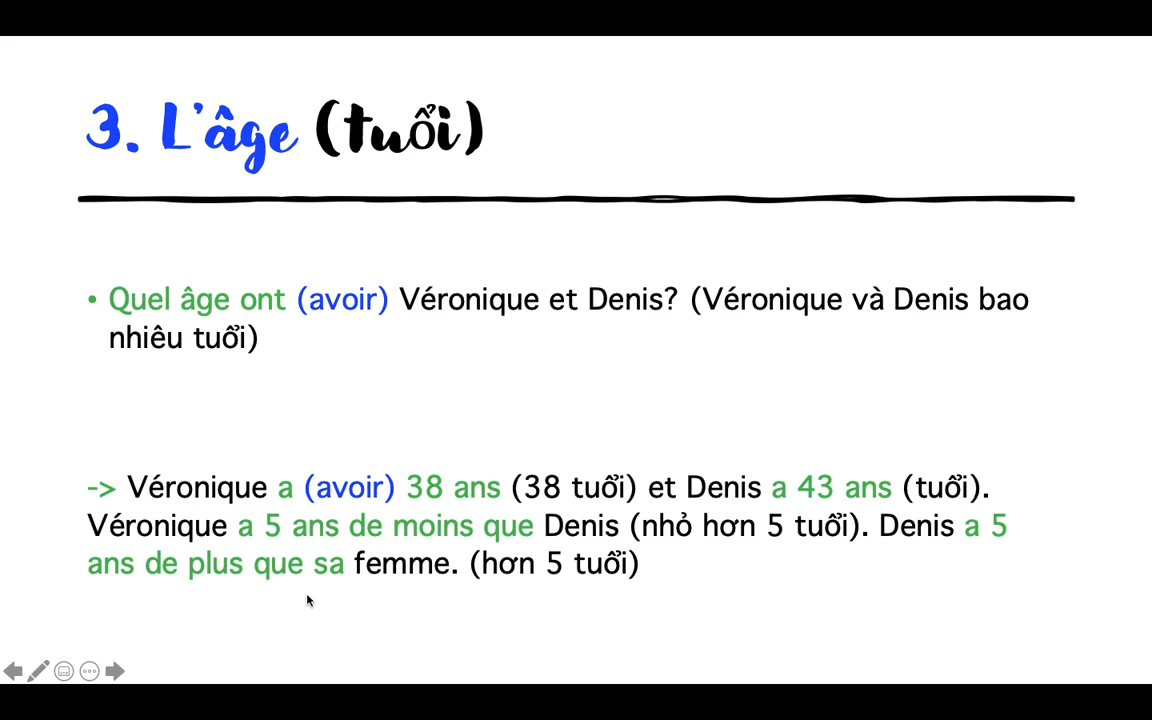 3. L'âge (tuổi)
• Quel âge ont (avoir) Véronique et Denis? (Véronique và Denis bao
nhiêu tuổi)
-> Véronique a (avoir) 38 ans (38 tuổi) et Denis a 43 ans (tuổi).
Véronique a 5 ans de moins que Denis (nhỏ hơn 5 tuổi). Denis a 5
ans de plus que sa femme. (hơn 5 tuổi)